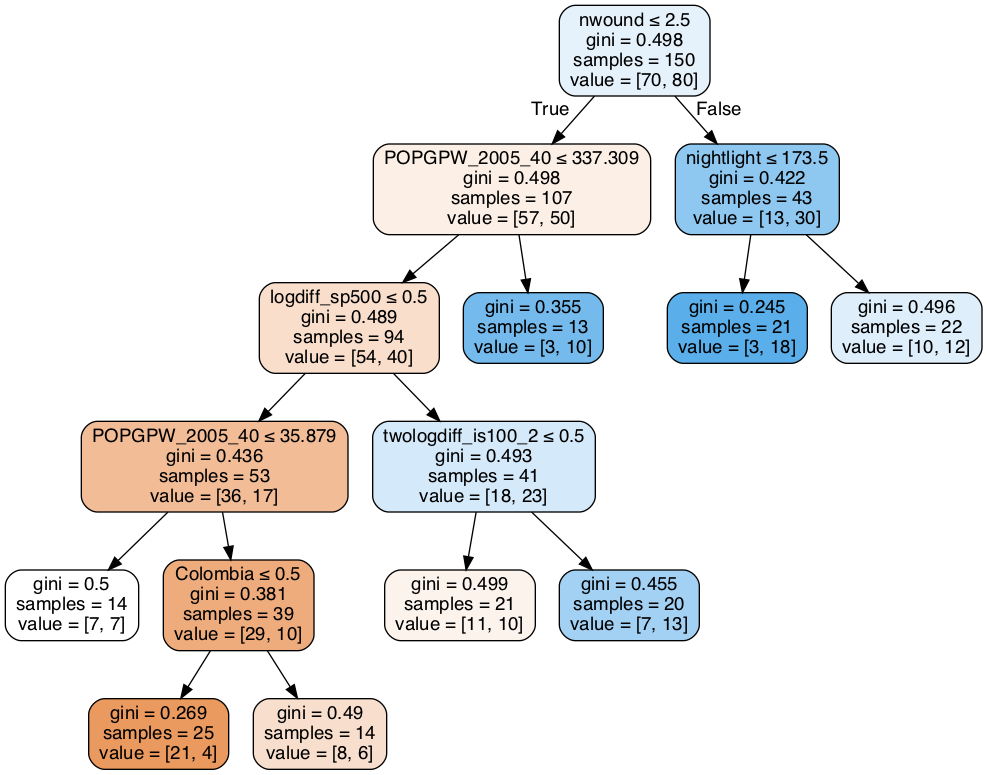 nwound ≤ 2.5
gini = 0.498
samples = 150
value = [70, 80]
True
False
POPGPW_2005_40 ≤ 337.309
gini = 0.498
samples = 107
value = [57, 50]
nightlight ≤ 173.5
gini = 0.422
samples = 43
value = [13, 30]
logdiff_sp500 ≤ 0.5
gini = 0.489
samples = 94
value = [54, 40]
gini = 0.355
samples = 13
value = [3, 10]
gini = 0.245
samples = 21
value = [3, 18]
gini = 0.496
samples = 22
value = [10, 12]
POPGPW_2005_40 ≤ 35.879
gini = 0.436
samples = 53
value = [36, 17]
twologdiff_is100_2 ≤ 0.5
gini = 0.493
samples = 41
value = [18, 23]
gini = 0.5
samples = 14
value = [7, 7]
Colombia ≤ 0.5
gini = 0.381
samples = 39
value = [29, 10]
gini = 0.499
samples = 21
value = [11, 10]
gini = 0.455
samples = 20
value = [7, 13]
gini = 0.269
samples = 25
value = [21, 4]
gini = 0.49
samples = 14
value = [8, 6]